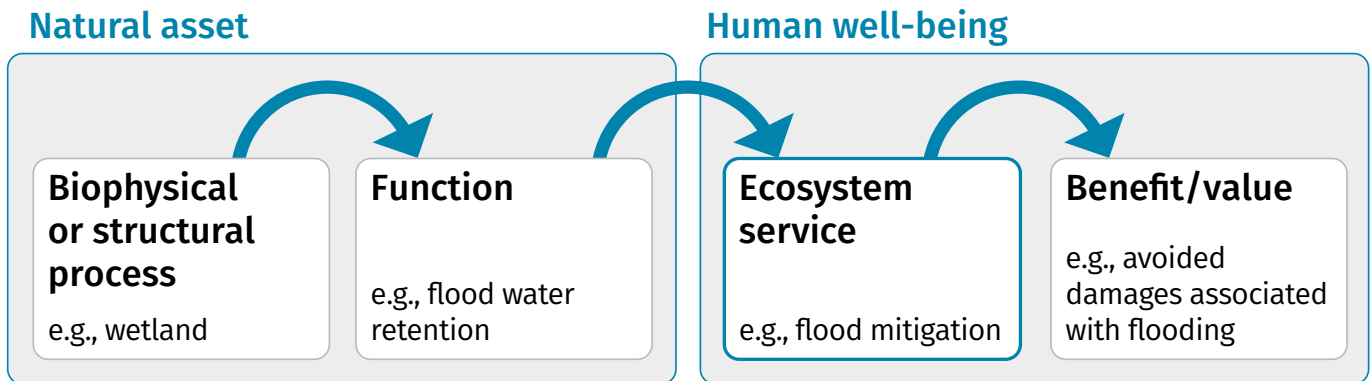 Natural asset
Human well-being
Biophysical
or structural
process
e.g., wetland
Function
e.g., flood water
retention
Ecosystem
service
e.g., flood mitigation
Benefit/value
e.g., avoided
damages associated
with flooding